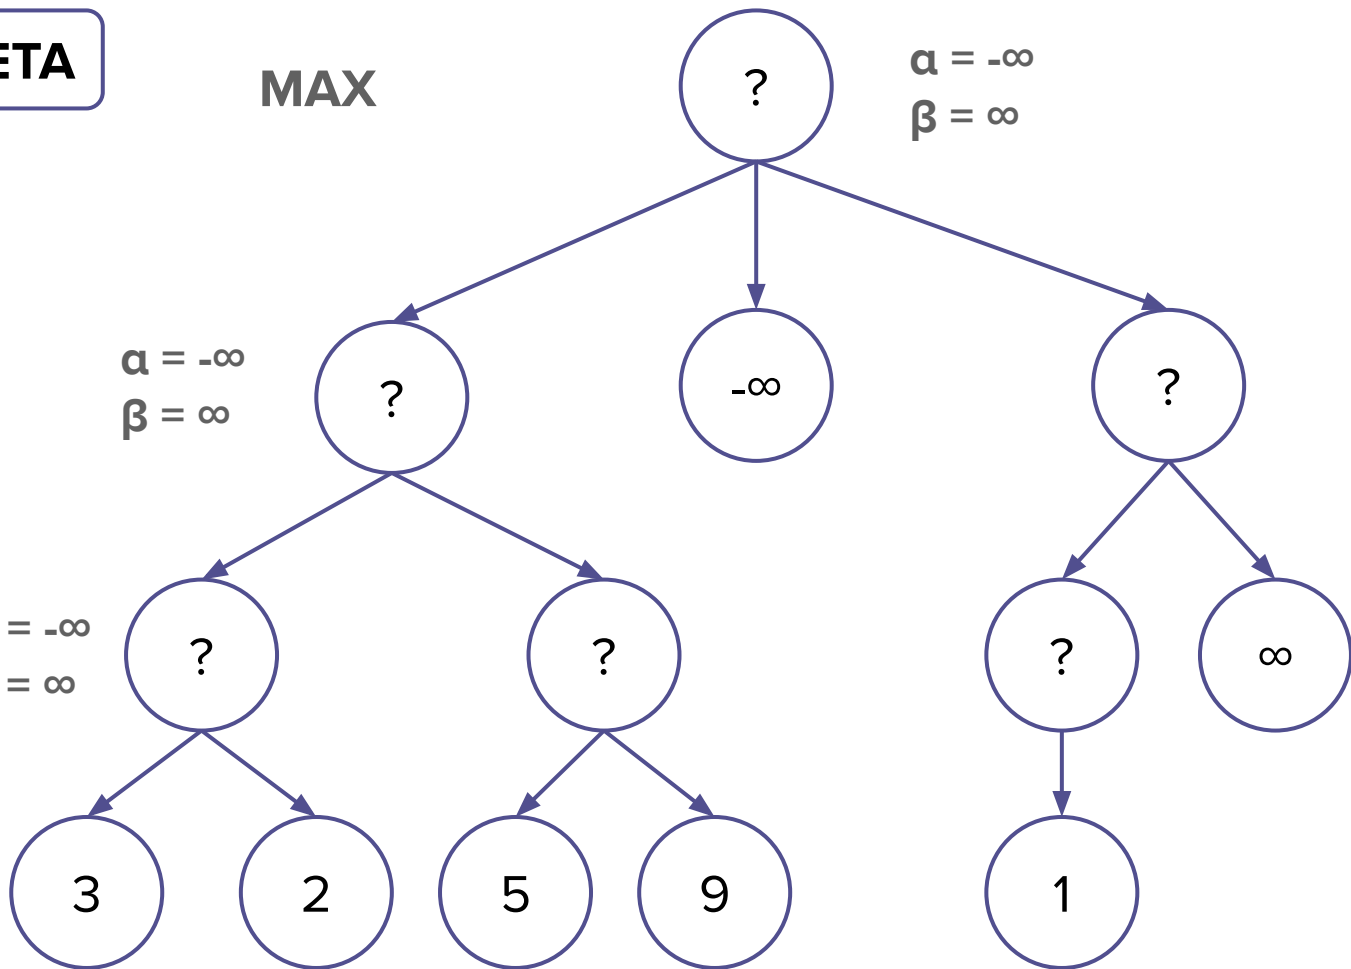 ETA
MAX
?
α = -∞
β = ∞
α = -∞
β = ∞
?
-∞
?
= -∞
= ∞
?
?
?
∞
3
2
5
9
1